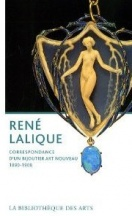 RENÉ
LALIQUE
CORRESPONDANCE
D'UN BIJOUTIER ART NOUVEAU
1890-1908
LA BIBLIOTHÈQUE DES ARTS